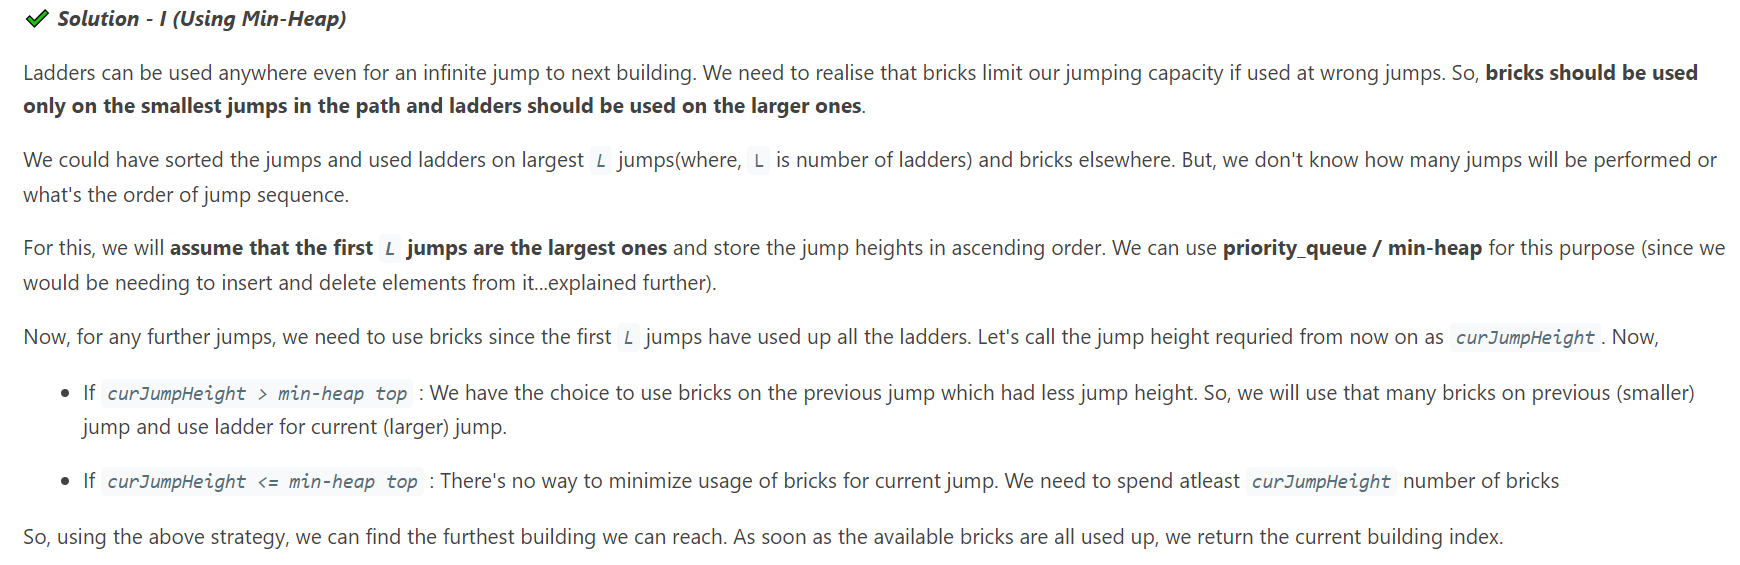 Solution - I (Using Min-Heap)
Ladders can be used anywhere even for an infinite jump to next building. We need to realise that bricks limit our jumping capacity if used at wrong jumps. So, bricks should be used
only on the smallest jumps in the path and ladders should be used on the larger ones.
We could have sorted the jumps and used ladders on largest L jumps(where, L is number of ladders) and bricks elsewhere. But, we don't know how many jumps will be performed or
what's the order of jump sequence.
For this, we will assume that the first L jumps are the largest ones and store the jump heights in ascending order. We can use priority_queue / min-heap for this purpose (since we
would be needing to insert and delete elements from it...explained further).
Now, for any further jumps, we need to use bricks since the first L jumps have used up all the ladders. Let's call the jump height requried from now on as curJumpHeight. Now,
• If curJumpHeight > min-heap top : We have the choice to use bricks on the previous jump which had less jump height. So, we will use that many bricks on previous (smaller)
jump and use ladder for current (larger) jump.
• If curJumpHeight <= min-heap top : There's no way to minimize usage of bricks for current jump. We need to spend atleast curJumpHeight number of bricks
So, using the above strategy, we can find the furthest building we can reach. As soon as the available bricks are all used up, we return the current building index.